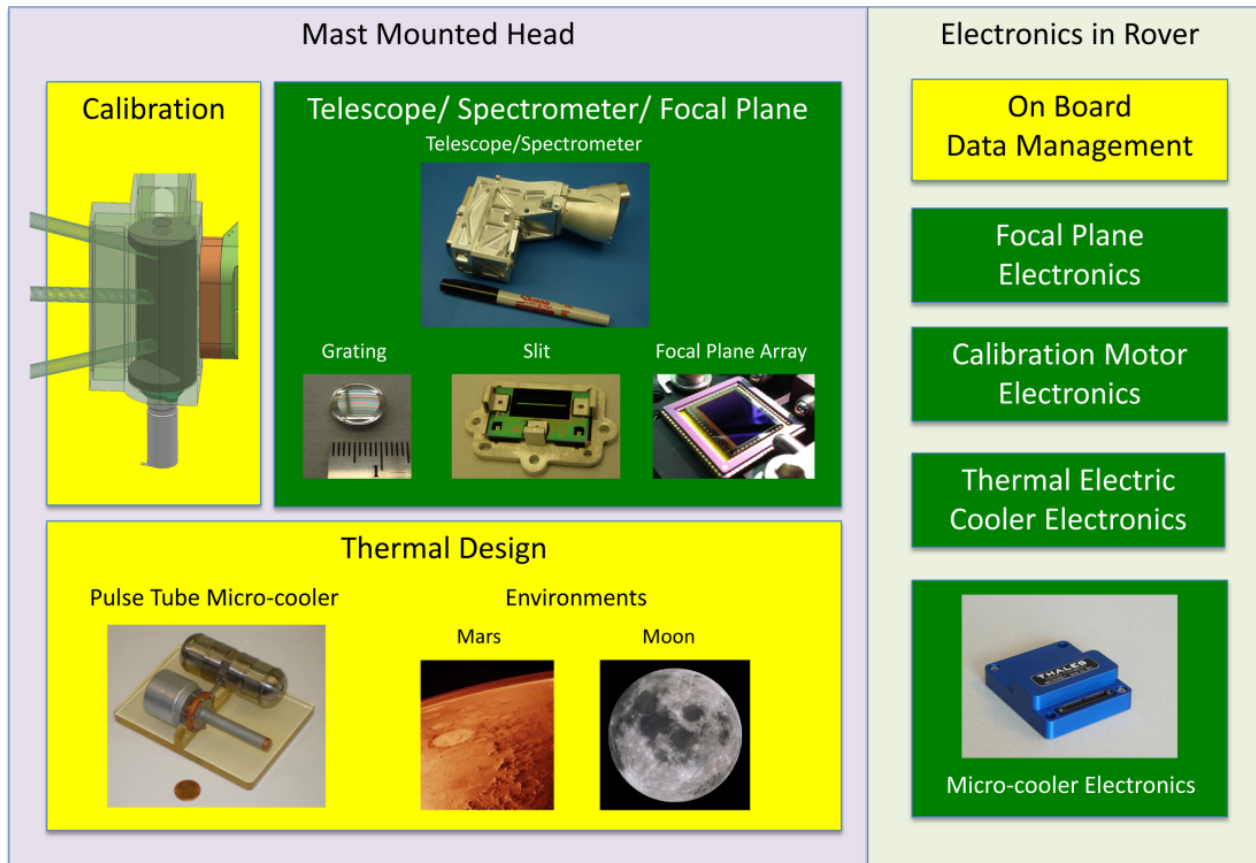 Mast Mounted Head
Calibration
Telescope/ Spectrometer/ Focal Plane
Telescope/Spectrometer
Grating
Slit
Focal Plane Array
1
Thermal Design
Pulse Tube Micro-cooler
Environments
Mars
Moon
Electronics in Rover
On Board
Data Management
Focal Plane
Electronics
Calibration Motor
Electronics
Thermal Electric
Cooler Electronics
THALES
Micro-cooler Electronics